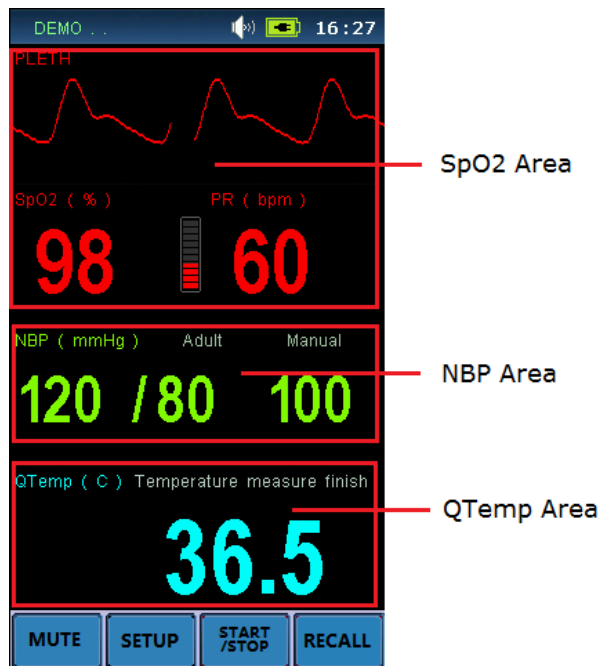 DEMO . . 16:27
PLETH
SpO2 Area
SpO2 ( % ) PR ( bpm )
98 60
NBP ( mmHg ) Adult Manual
NBP Area
120 / 80 100
QTemp ( C ) Temperature measure finish
QTemp Area
36.5
MUTE SETUP START /STOP RECALL